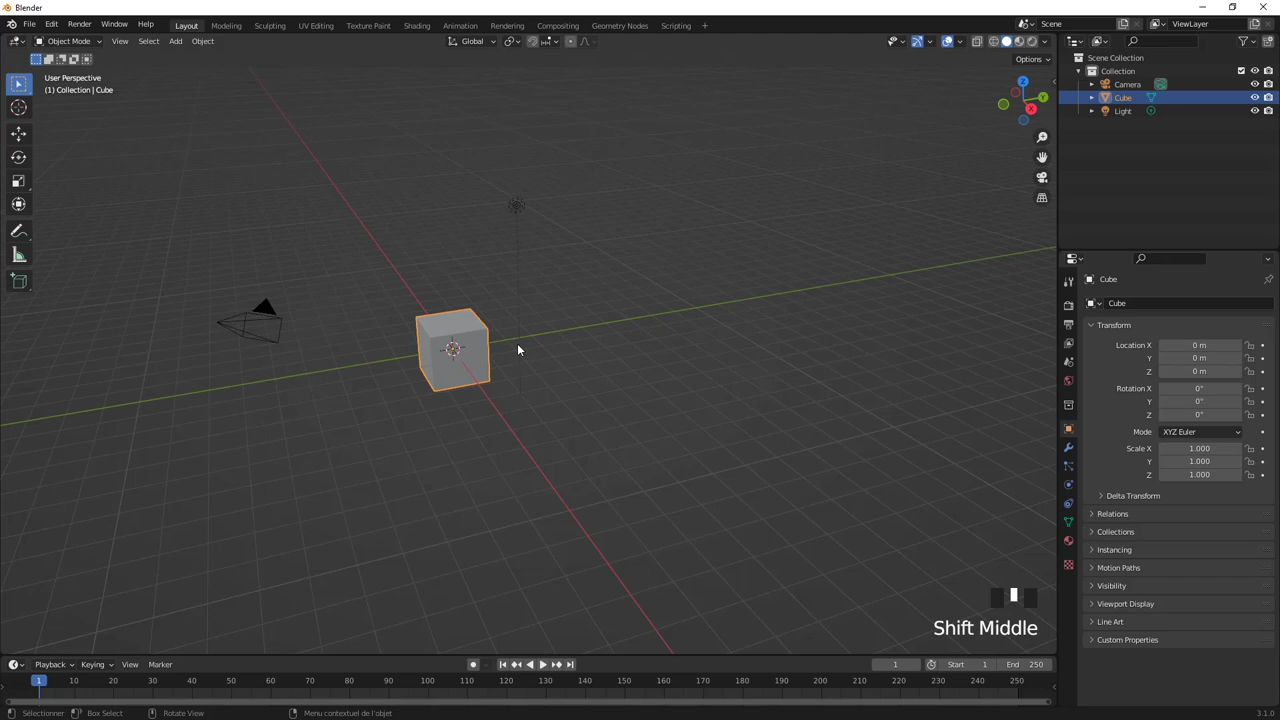 Blender
File Edit Render Window Help Layout Modeling Sculpting UV Editing Texture Paint Shading Animation Rendering Compositing Geometry Nodes Scripting + Scene ViewLayer
Object Mode View Select Add Object Global
Options
User Perspective
(1) Collection | Cube
Z
Y
X
Scene Collection
Collection
Camera
Cube
Light
Cube
Cube
Transform
Location X 0 m
Y 0 m
Z 0 m
Rotation X 0°
Y 0°
Z 0°
Mode XYZ Euler
Scale X 1.000
Y 1.000
Z 1.000
Delta Transform
Relations
Collections
Instancing
Motion Paths
Visibility
Viewport Display
Line Art
Custom Properties
Shift Middle
Playback Keying View Marker 1 Start 1 End 250
1 10 20 30 40 50 60 70 80 90 100 110 120 130 140 150 160 170 180 190 200 210 220 230 240 250
Sélectionner Box Select Rotate View Menu contextuel de l'objet 3.1.0